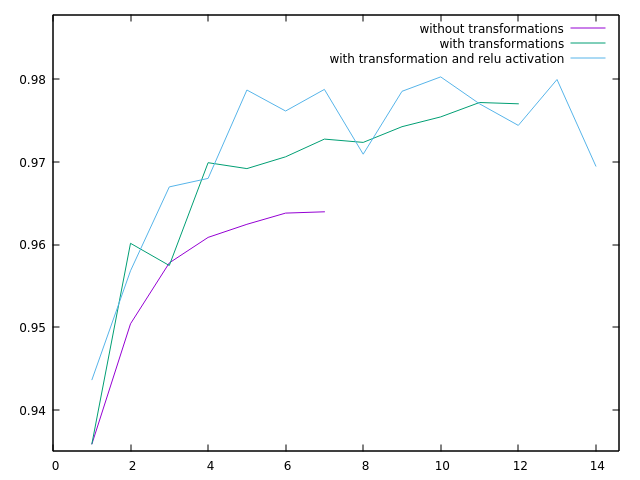 without transformations
with transformations
with transformation and relu activation
0.98
0.97
0.96
0.95
0.94
0 2 4 6 8 10 12 14